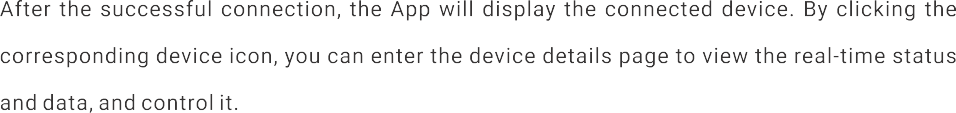 After the successful connection, the App will display the connected device. By clicking the
corresponding device icon, you can enter the device details page to view the real-time status
and data, and control it.